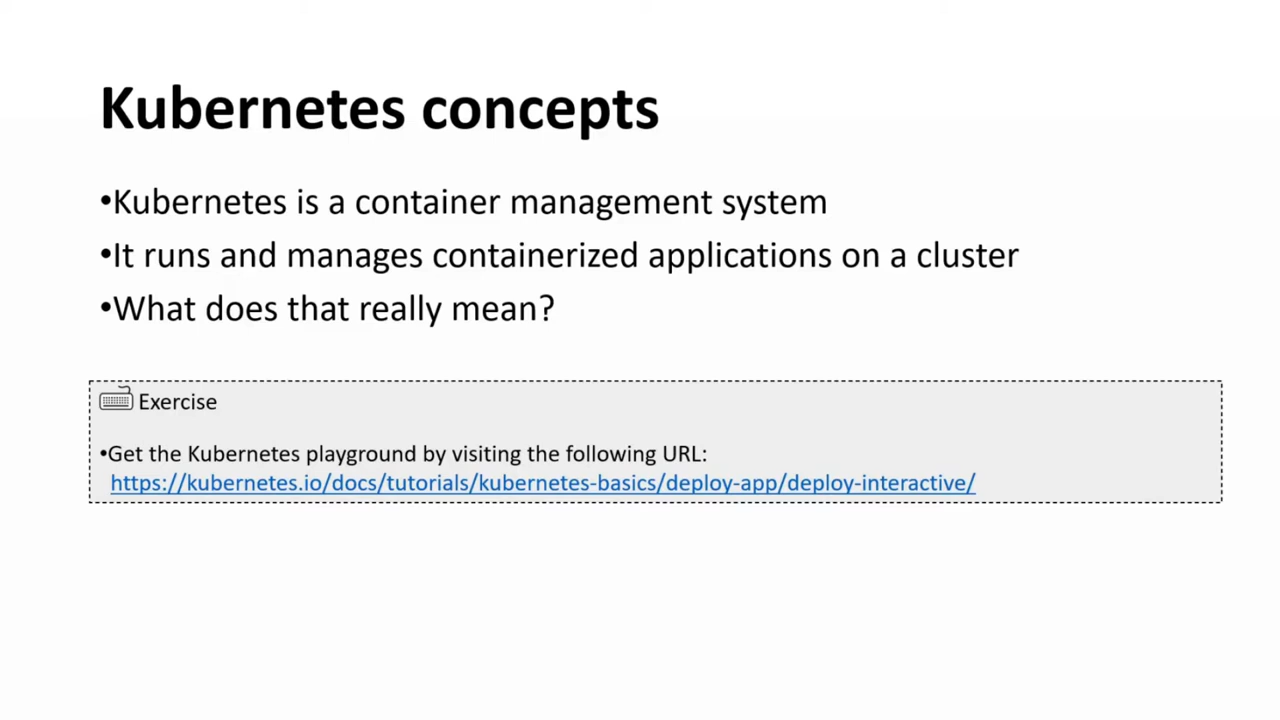 Kubernetes concepts
•Kubernetes is a container management system
•It runs and manages containerized applications on a cluster
•What does that really mean?
Exercise
•Get the Kubernetes playground by visiting the following URL:
https://kubernetes.io/docs/tutorials/kubernetes-basics/deploy-app/deploy-interactive/